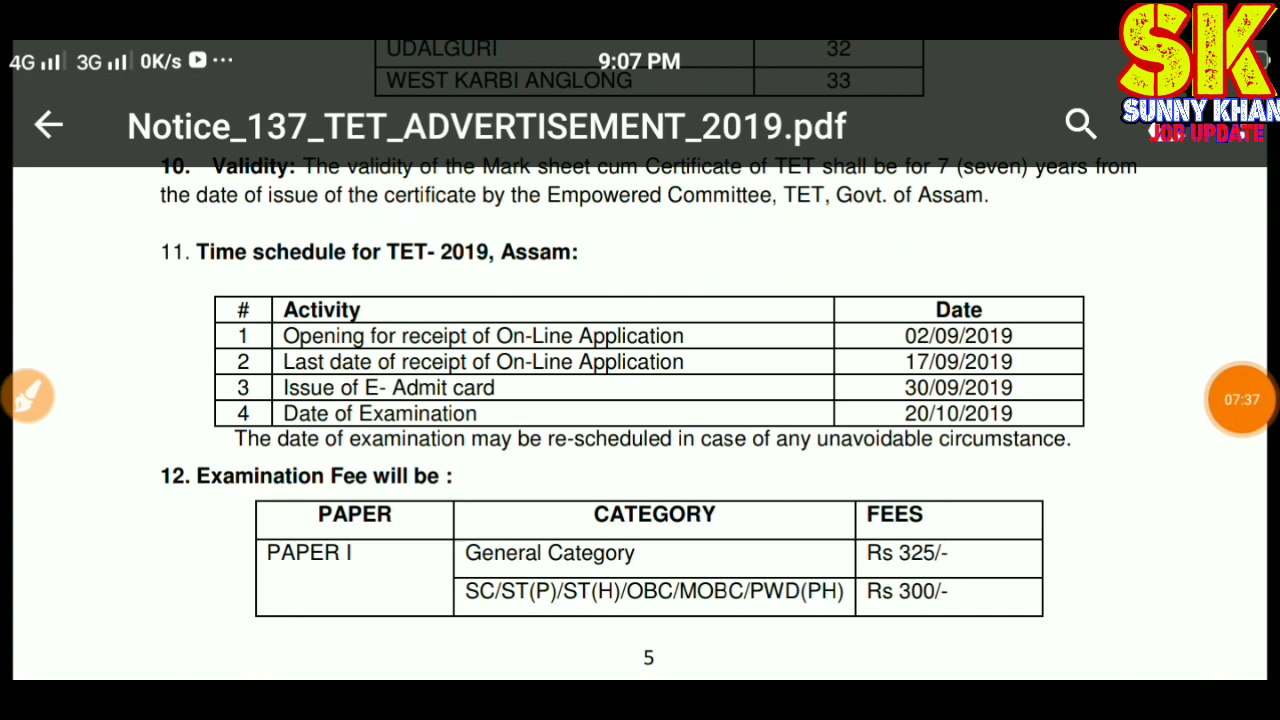 UDALGURI 32
4G 3G 0K/s ... 9:07 PM
WEST KARBI ANGLONG 33
SK
SUNNY KHAN
JOB UPDATE
Notice_137_TET_ADVERTISEMENT_2019.pdf
10. Validity: The validity of the Mark sheet cum Certificate of TET shall be for 7 (seven) years from
the date of issue of the certificate by the Empowered Committee, TET, Govt. of Assam.
11. Time schedule for TET- 2019, Assam:
# Activity Date
1 Opening for receipt of On-Line Application 02/09/2019
2 Last date of receipt of On-Line Application 17/09/2019
3 Issue of E- Admit card 30/09/2019
4 Date of Examination 20/10/2019
07:37
The date of examination may be re-scheduled in case of any unavoidable circumstance.
12. Examination Fee will be :
PAPER CATEGORY FEES
PAPER I General Category Rs 325/-
SC/ST(P)/ST(H)/OBC/MOBC/PWD(PH) Rs 300/-
5